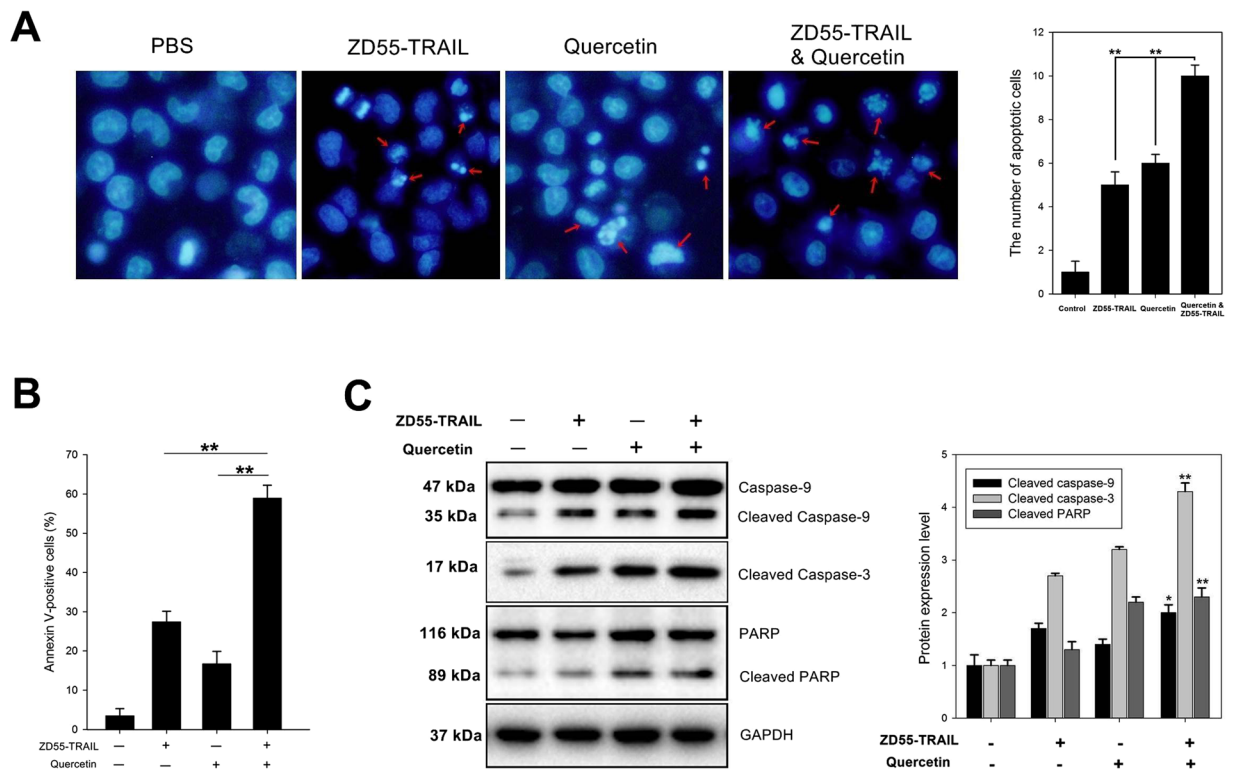 A
PBS
ZD55-TRAIL
Quercetin
ZD55-TRAIL
& Quercetin
The number of apoptotic cells
12
10
8
6
4
2
0
** **
Control ZD55-TRAIL Quercetin Quercetin &
ZD55-TRAIL
B
Annexin V-positive cells (%)
70
60
50
40
30
20
10
0
**
**
ZD55-TRAIL — + — +
Quercetin — — + +
C
ZD55-TRAIL — + — +
Quercetin — — + +
47 kDa Caspase-9
35 kDa Cleaved Caspase-9
17 kDa Cleaved Caspase-3
116 kDa PARP
89 kDa Cleaved PARP
37 kDa GAPDH
Protein expression level
5
4
3
2
1
0
Cleaved caspase-9
Cleaved caspase-3
Cleaved PARP
**
* **
ZD55-TRAIL - + - +
Quercetin - - + +